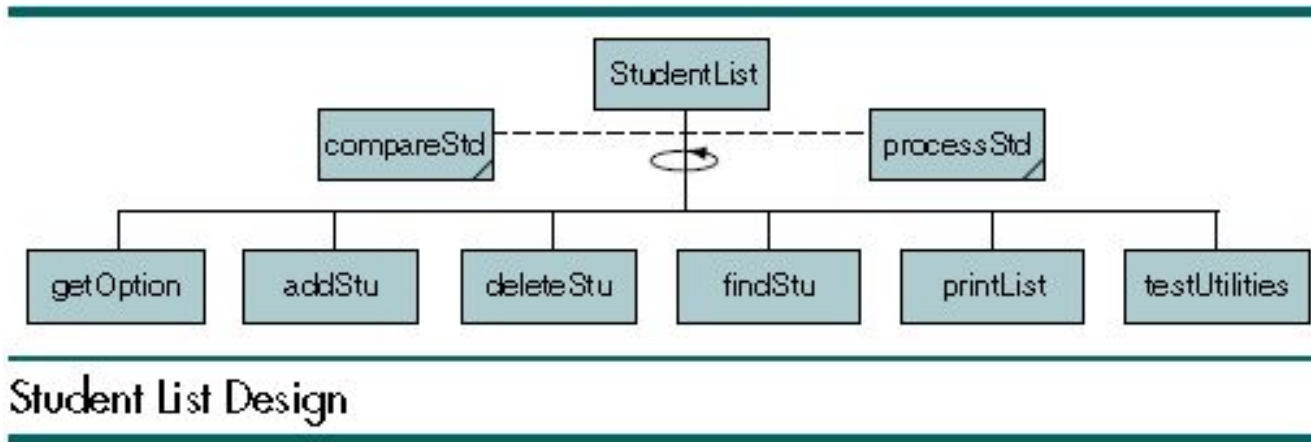 StudentList
compareStd
processStd
getOption
addStu
deleteStu
findStu
printList
testUtilities
Student List Design